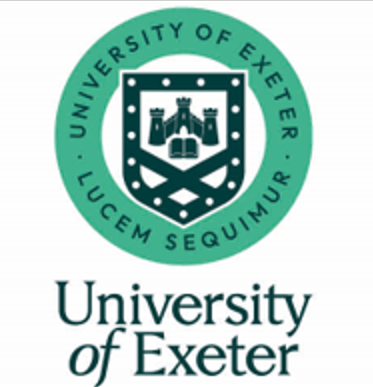 UNIVERSITY OF EXETER
· LUCEM SEQUIMUR ·
University
of Exeter